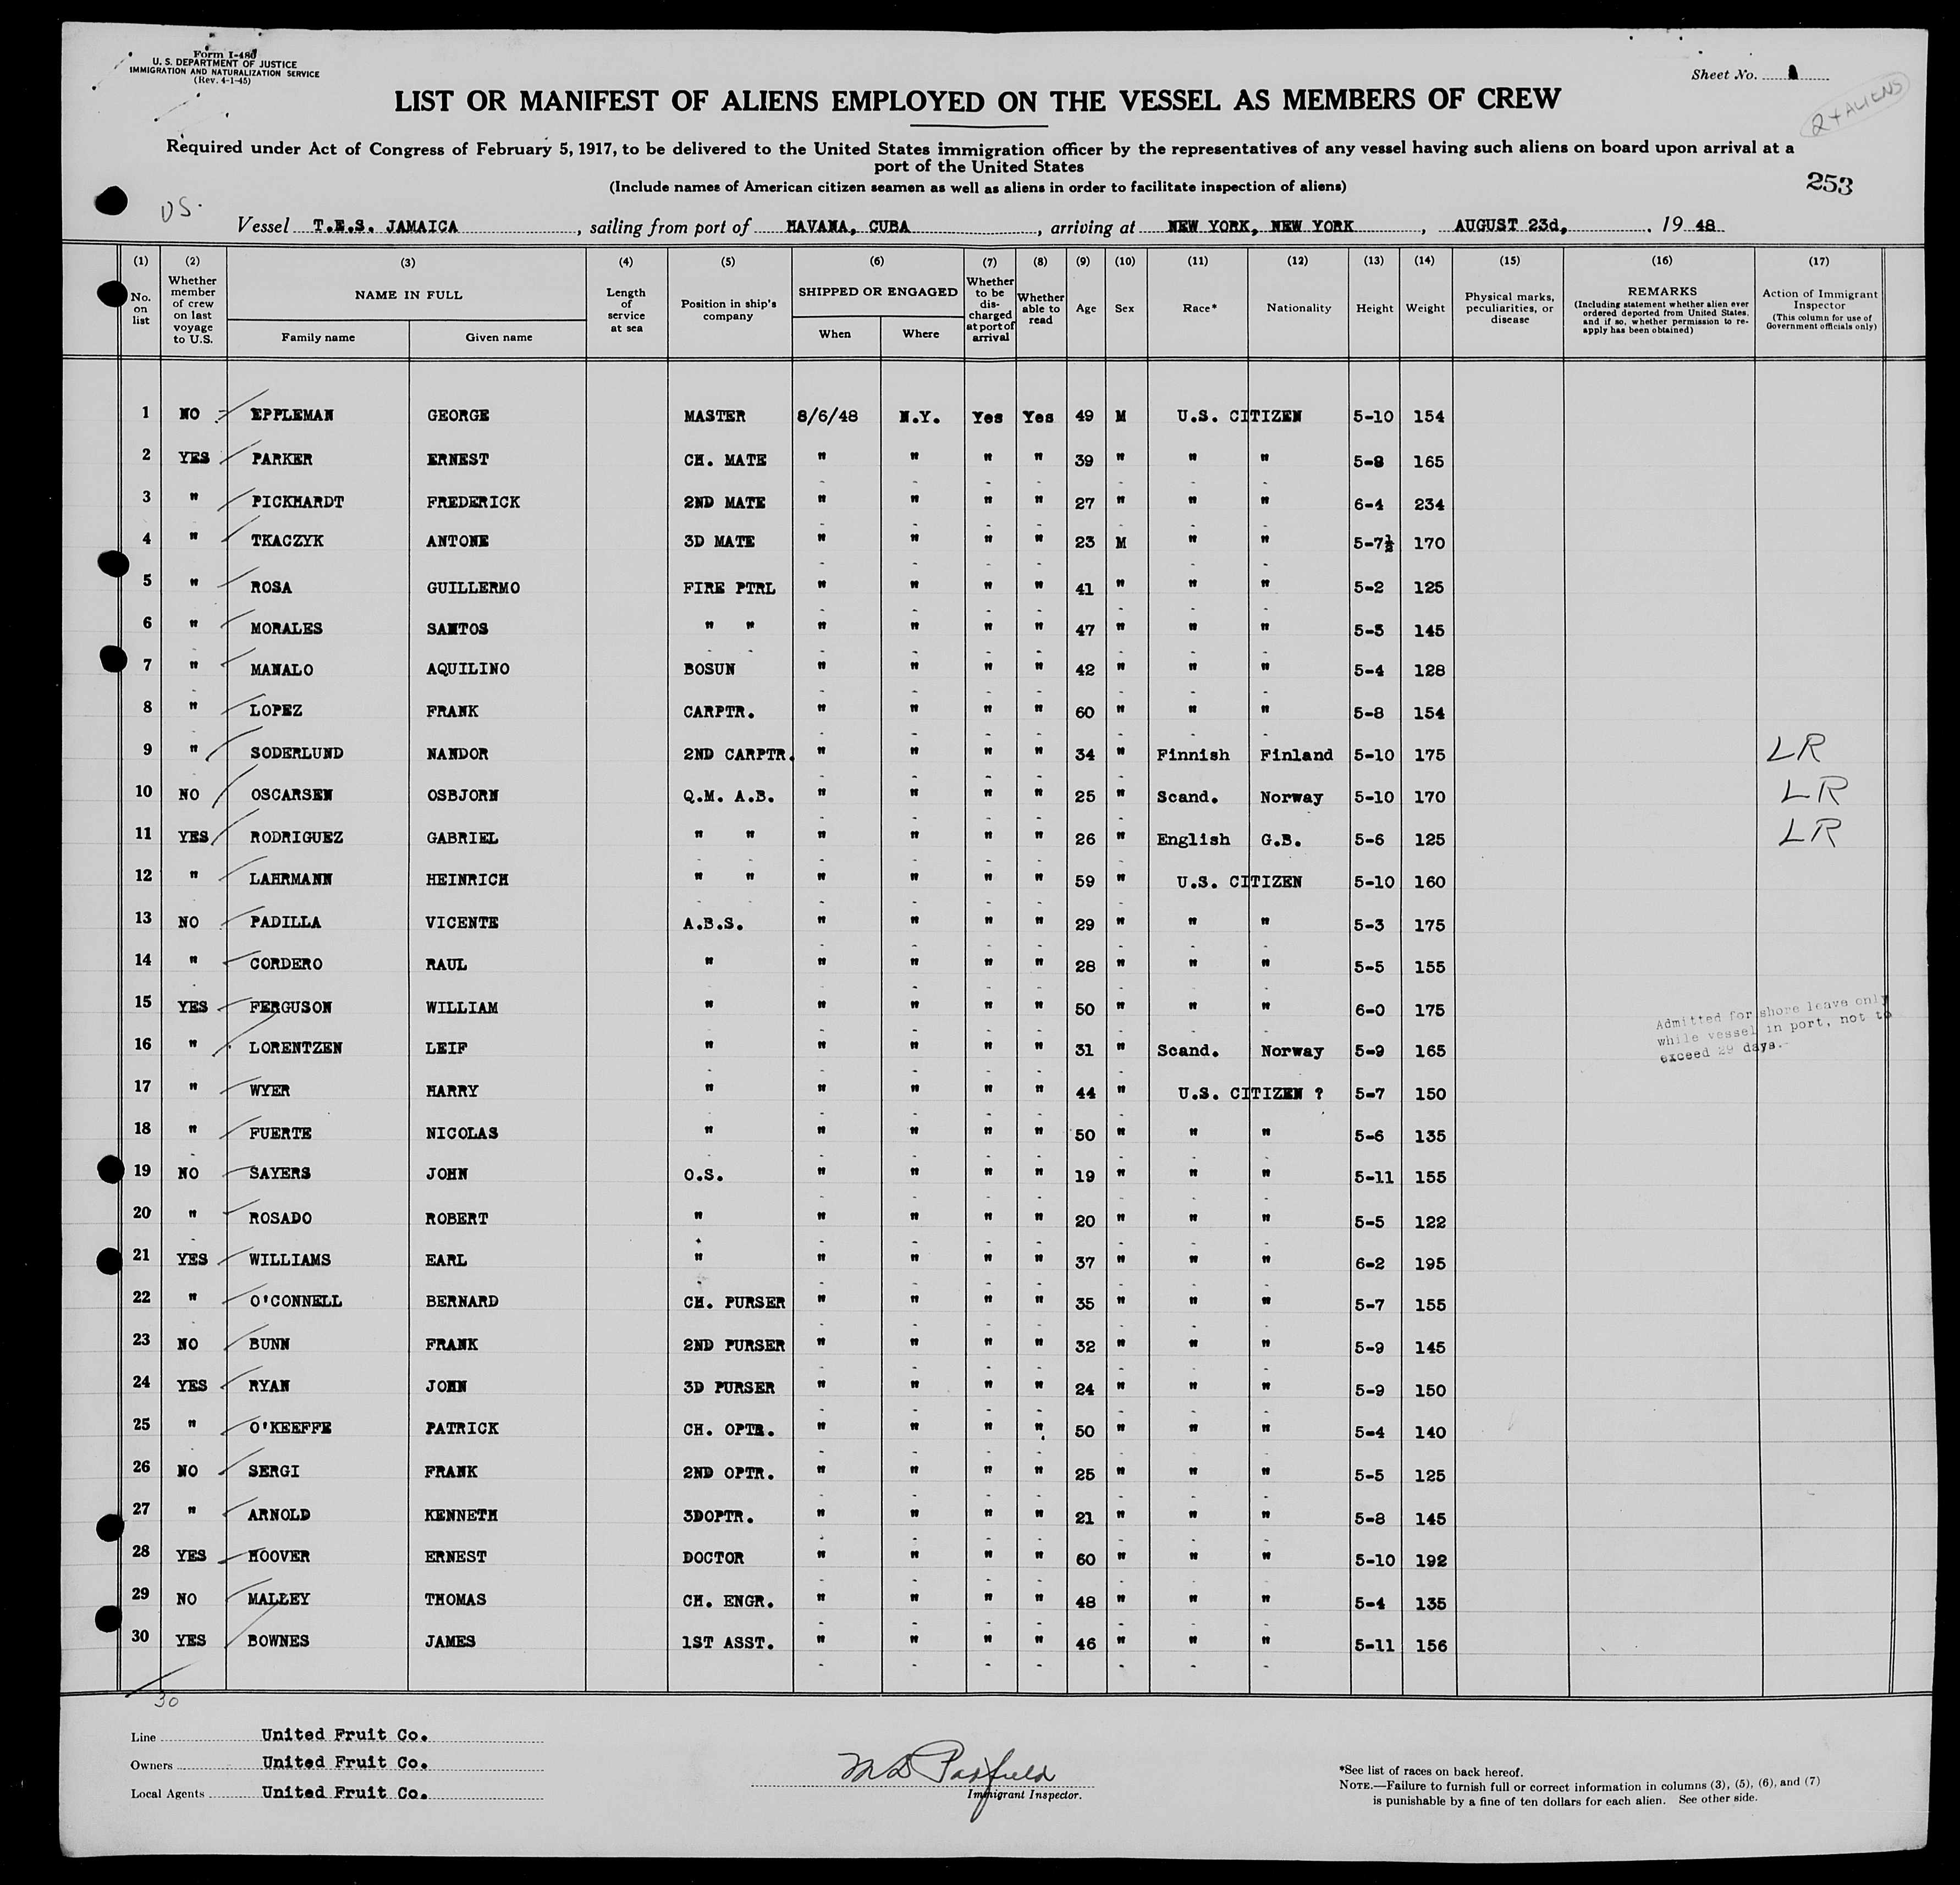 Form I-480
U. S. DEPARTMENT OF JUSTICE
IMMIGRATION AND NATURALIZATION SERVICE
(Rev. 4-1-45)
Sheet No.
LIST OR MANIFEST OF ALIENS EMPLOYED ON THE VESSEL AS MEMBERS OF CREW
ALIENS
Required under Act of Congress of February 5, 1917, to be delivered to the United States immigration officer by the representatives of any vessel having such aliens on board upon arrival at a
port of the United States
(Include names of American citizen seamen as well as aliens in order to facilitate inspection of aliens)
253
US.
Vessel T.E.S. JAMAICA, sailing from port of HAVANA, CUBA, arriving at NEW YORK, NEW YORK, AUGUST 23d, 19 48
(1) (2) (3) (4) (5) (6) (7) (8) (9) (10) (11) (12) (13) (14) (15) (16) (17)
No. on list
Whether member of crew on last voyage to U.S.
NAME IN FULL
Family name
Given name
Length of service at sea
Position in ship's company
SHIPPED OR ENGAGED
When
Where
Whether to be discharged at port of arrival
Whether able to read
Age
Sex
Race*
Nationality
Height
Weight
Physical marks, peculiarities, or disease
REMARKS
(Including statement whether alien ever ordered deported from United States, and if so, whether permission to re-apply has been obtained)
Action of Immigrant Inspector
(This column for use of Government officials only)
1 NO EPPLEMAN GEORGE MASTER 8/6/48 N.Y. Yes Yes 49 M U.S. CITIZEN 5-10 154
2 YES PARKER ERNEST CH. MATE " " " " 39 " " " 5-8 165
3 " PICKHARDT FREDERICK 2ND MATE " " " " 27 " " " 6-4 234
4 " TKACZYK ANTONE 3D MATE " " " " 23 M " " 5-7½ 170
5 " ROSA GUILLERMO FIRE PTRL " " " " 41 " " " 5-2 125
6 " MORALES SANTOS " " " " " " 47 " " " 5-5 145
7 " MANALO AQUILINO BOSUN " " " " 42 " " " 5-4 128
8 " LOPEZ FRANK CARPTR. " " " " 60 " " " 5-8 154
9 " SODERLUND NANDOR 2ND CARPTR. " " " " 34 " Finnish Finland 5-10 175 LR
10 NO OSCARSEN OSBJORN Q.M. A.B. " " " " 25 " Scand. Norway 5-10 170 LR
11 YES RODRIGUEZ GABRIEL " " " " " " 26 " English G.B. 5-6 125 LR
12 " LAHRMANN HEINRICH " " " " " " 59 " U.S. CITIZEN 5-10 160
13 NO PADILLA VICENTE A.B.S. " " " " 29 " " " 5-3 175
14 " CORDERO RAUL " " " " " 28 " " " 5-5 155
15 YES FERGUSON WILLIAM " " " " " 50 " " " 6-0 175
16 " LORENTZEN LEIF " " " " " 31 " Scand. Norway 5-9 165
Admitted for shore leave only
while vessel in port, not to
exceed 29 days.-
17 " WYER HARRY " " " " " 44 " U.S. CITIZEN ? 5-7 150
18 " FUERTE NICOLAS " " " " " 50 " " " 5-6 135
19 NO SAYERS JOHN O.S. " " " " 19 " " " 5-11 155
20 " ROSADO ROBERT " " " " " 20 " " " 5-5 122
21 YES WILLIAMS EARL " " " " " 37 " " " 6-2 195
22 " O'CONNELL BERNARD CH. PURSER " " " " 35 " " " 5-7 155
23 NO BUNN FRANK 2ND PURSER " " " " 32 " " " 5-9 145
24 YES RYAN JOHN 3D PURSER " " " " 24 " " " 5-9 150
25 " O'KEEFFE PATRICK CH. OPTR. " " " " 50 " " " 5-4 140
26 NO SERGI FRANK 2ND OPTR. " " " " 25 " " " 5-5 125
27 " ARNOLD KENNETH 3DOPTR. " " " " 21 " " " 5-8 145
28 YES HOOVER ERNEST DOCTOR " " " " 60 " " " 5-10 192
29 NO MALLEY THOMAS CH. ENGR. " " " " 48 " " " 5-4 135
30 YES BOWNES JAMES 1ST ASST. " " " " 46 " " " 5-11 156
30
Line United Fruit Co.
Owners United Fruit Co.
Local Agents United Fruit Co.
Immigrant Inspector.
*See list of races on back hereof.
NOTE.—Failure to furnish full or correct information in columns (3), (5), (6), and (7)
is punishable by a fine of ten dollars for each alien. See other side.